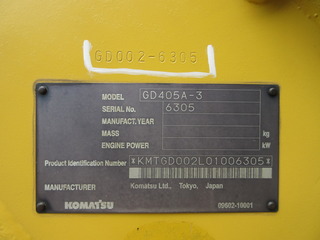 GD002-6305
MODEL GD405A-3
SERIAL No. 6305
MANUFACT. YEAR
MASS kg
ENGINE POWER kW
Product Identification Number *KMTGD002L01006305*
MANUFACTURER Komatsu Ltd., Tokyo, Japan
KOMATSU 09602-10001